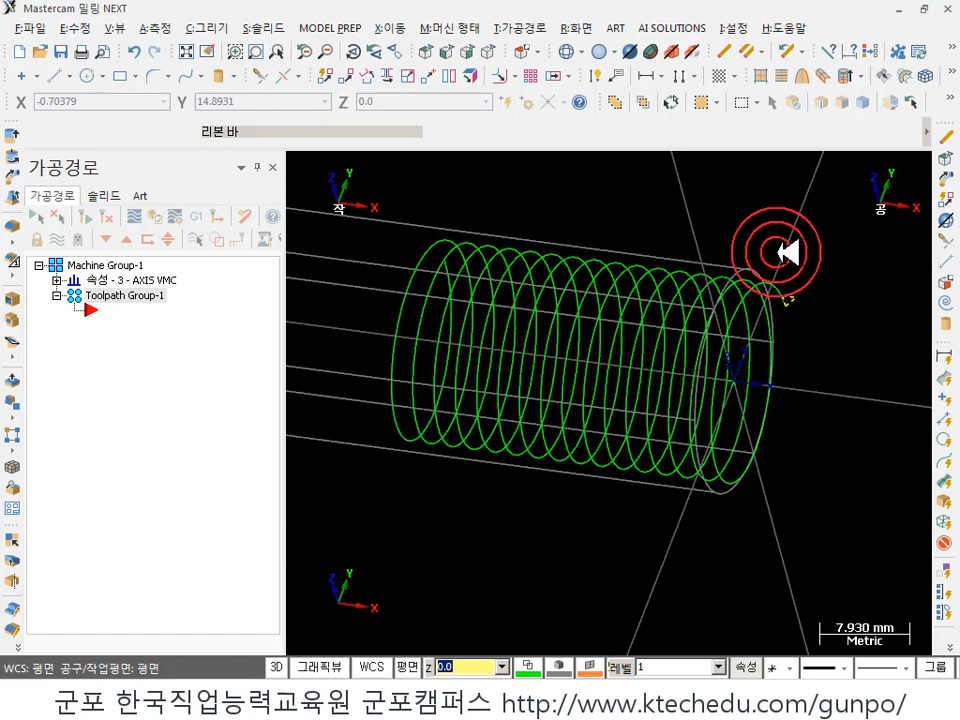 Mastercam 밀링 NEXT
F:파일 E:수정 V:뷰 A:측정 C:그리기 S:솔리드 MODEL PREP X:이동 M:머신 형태 T:가공경로 R:화면 ART AI SOLUTIONS I:설정 H:도움말
X -0.70379 Y 14.8931 Z 0.0
리본 바
가공경로
가공경로 솔리드 Art
G1
Machine Group-1
속성 - 3 - AXIS VMC
Toolpath Group-1
Z Y X 작
Z Y X 공
L3
Z Y X
7.930 mm
Metric
WCS: 평면 공구/작업평면: 평면 3D 그래픽뷰 WCS 평면 Z 0.0 레벨 1 속성 그룹
군포 한국직업능력교육원 군포캠퍼스 http://www.ktechedu.com/gunpo/